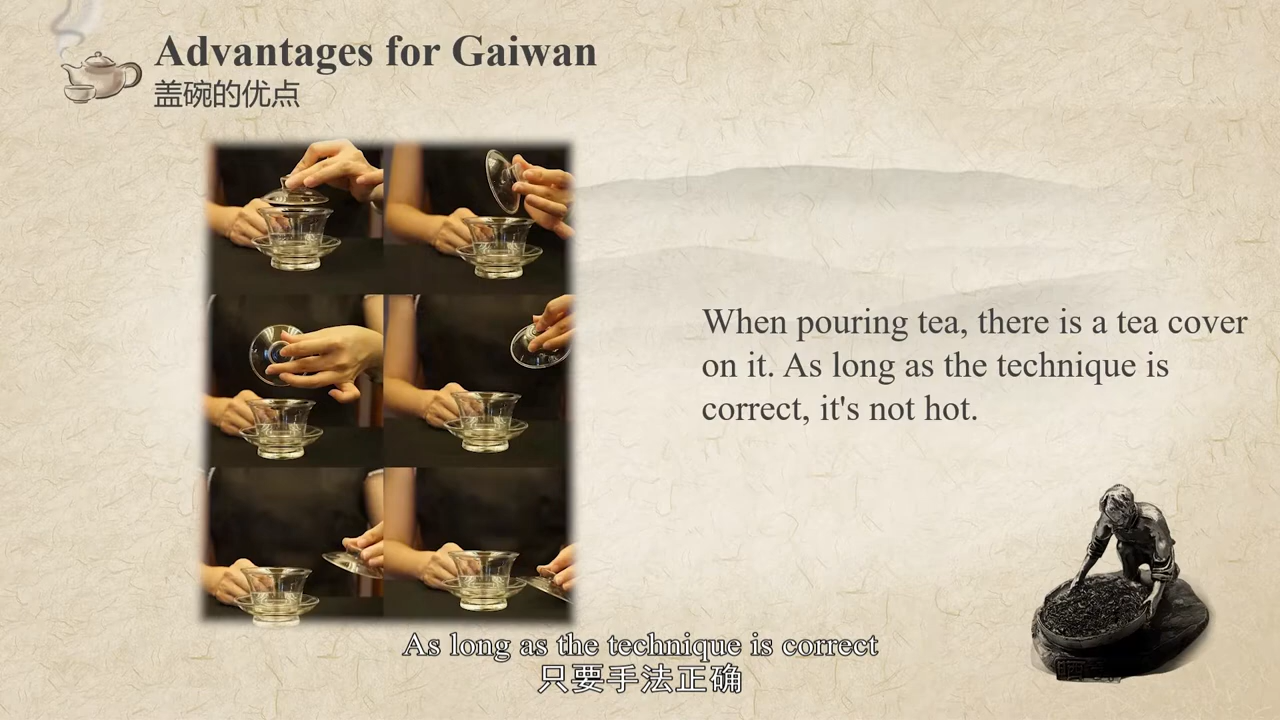 Advantages for Gaiwan
盖碗的优点
When pouring tea, there is a tea cover
on it. As long as the technique is
correct, it's not hot.
As long as the technique is correct
只要手法正确